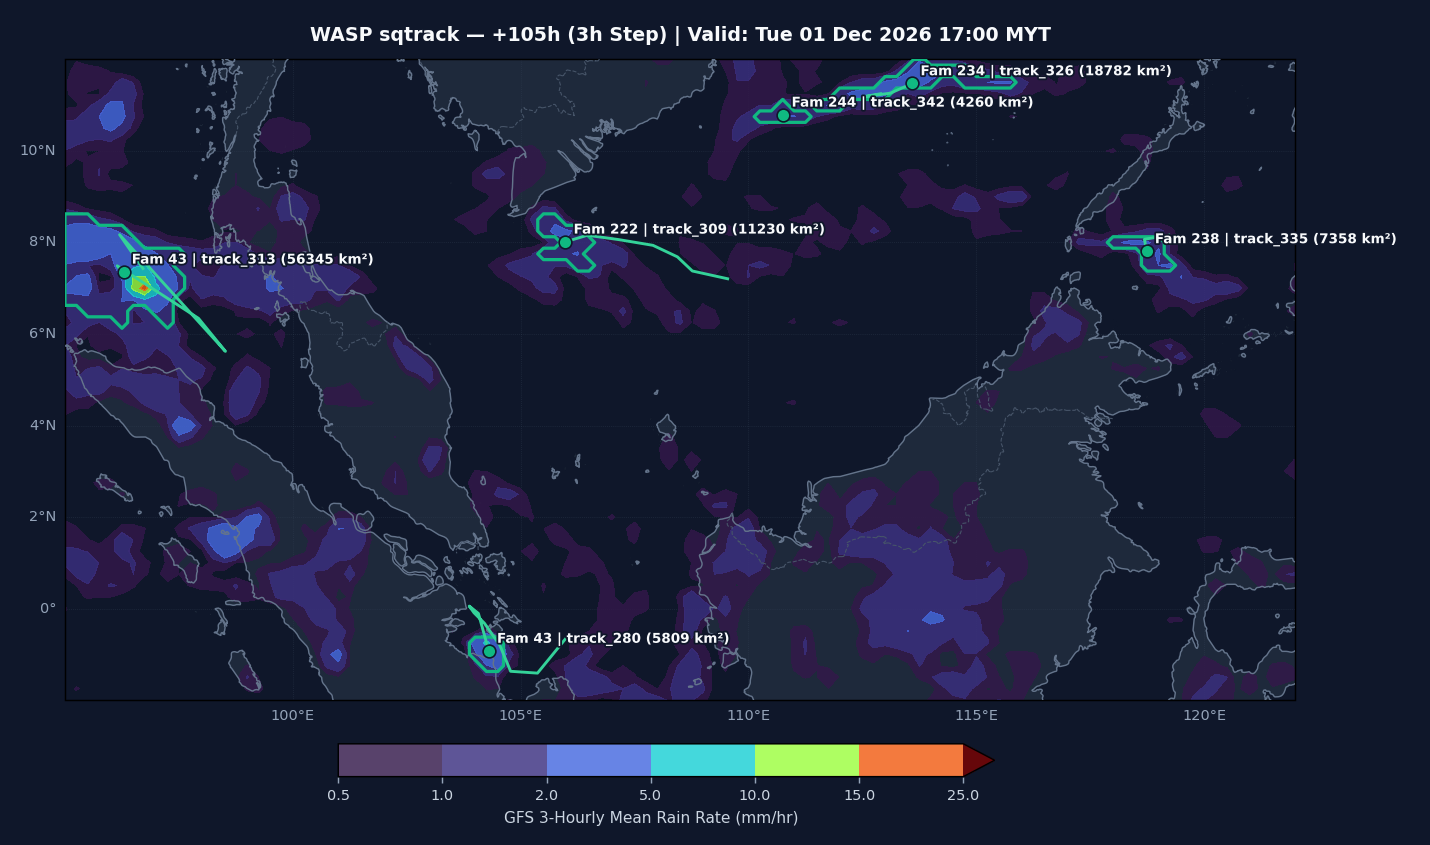 WASP sqtrack — +105h (3h Step) | Valid: Tue 01 Dec 2026 17:00 MYT
Fam 234 | track_326 (18782 km²)
Fam 244 | track_342 (4260 km²)
10°N
Fam 222 | track_309 (11230 km²)
Fam 238 | track_335 (7358 km²)
8°N
Fam 43 | track_313 (56345 km²)
6°N
4°N
2°N
0°
Fam 43 | track_280 (5809 km²)
100°E 105°E 110°E 115°E 120°E
0.5 1.0 2.0 5.0 10.0 15.0 25.0
GFS 3-Hourly Mean Rain Rate (mm/hr)